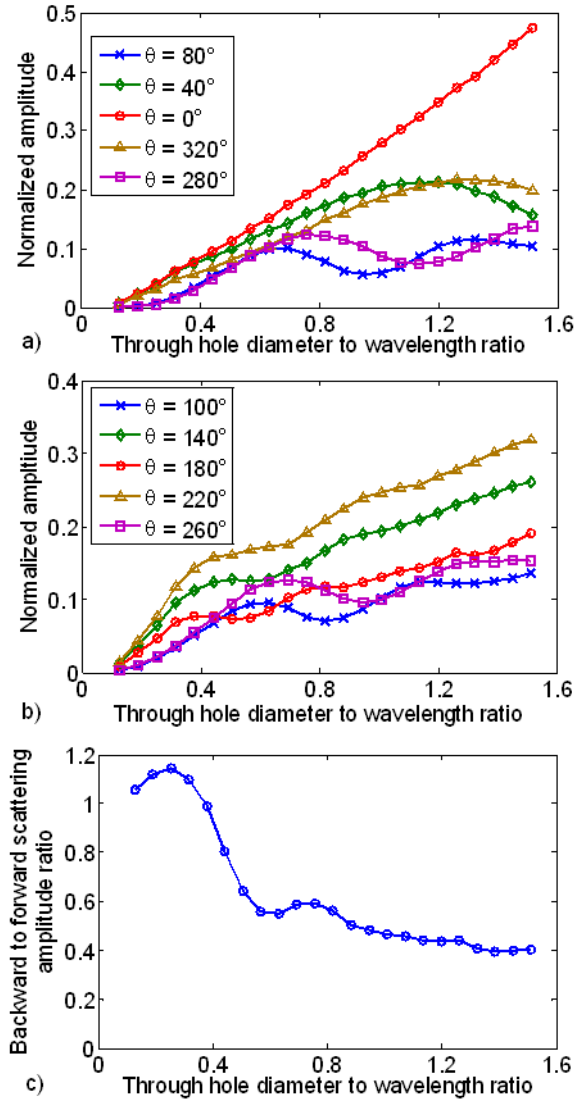 0.5
0.4
0.3
0.2
0.1
0
Normalized amplitude
θ = 80°
θ = 40°
θ = 0°
θ = 320°
θ = 280°
0 0.4 0.8 1.2 1.6
a) Through hole diameter to wavelength ratio
0.4
0.3
0.2
0.1
0
Normalized amplitude
θ = 100°
θ = 140°
θ = 180°
θ = 220°
θ = 260°
0 0.4 0.8 1.2 1.6
b) Through hole diameter to wavelength ratio
1.2
1
0.8
0.6
0.4
0.2
0
Backward to forward scattering
amplitude ratio
0 0.4 0.8 1.2 1.6
c) Through hole diameter to wavelength ratio